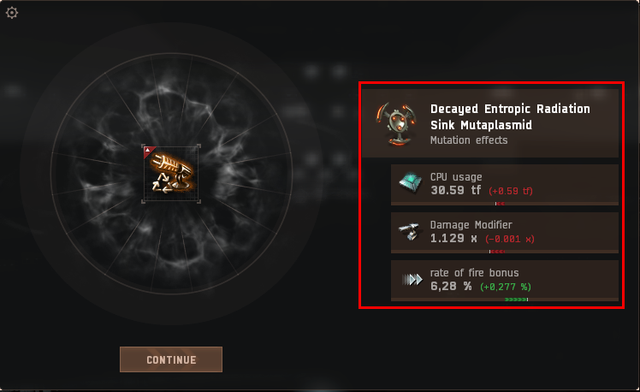 Decayed Entropic Radiation
Sink Mutaplasmid
Mutation effects
CPU usage
30.59 tf (+0.59 tf)
Damage Modifier
1.129 x (-0.001 x)
rate of fire bonus
6,28 % (+0,277 %)
CONTINUE